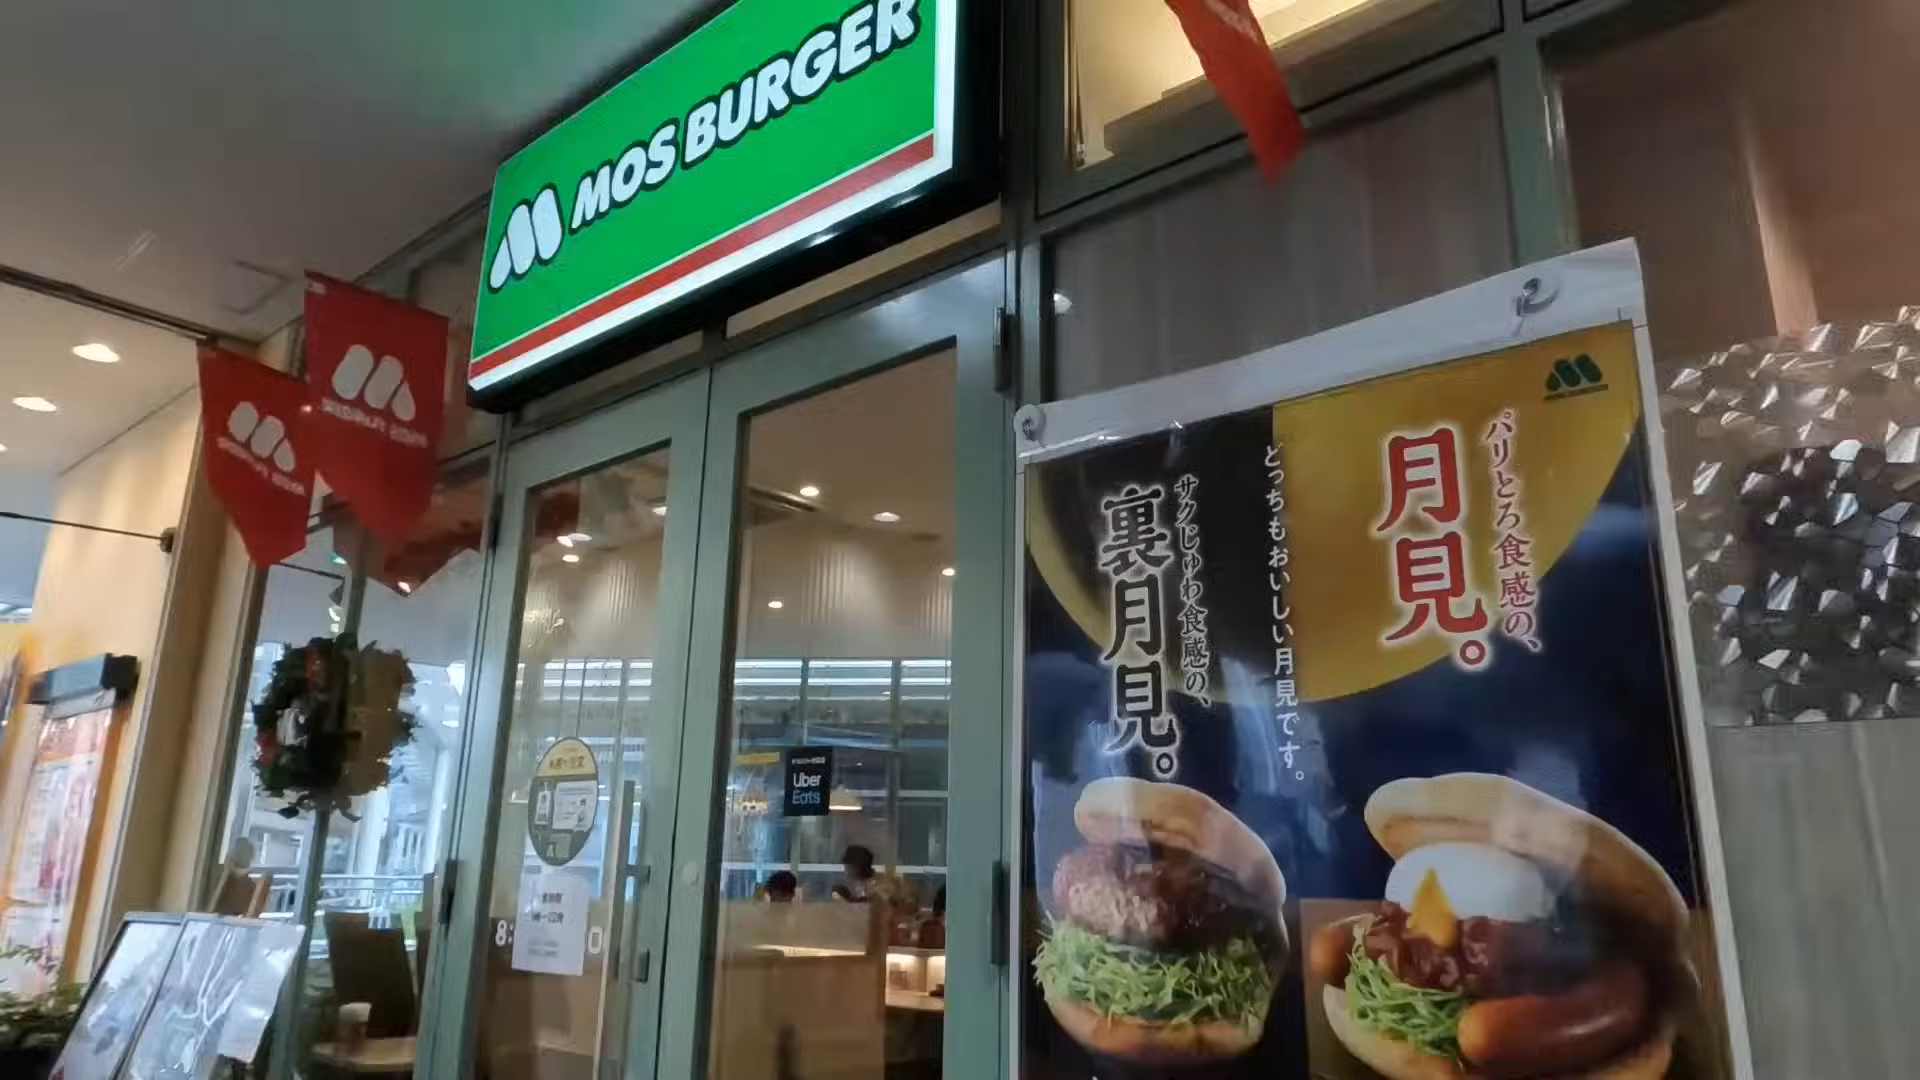 MOS BURGER
パリとろ食感の、
月見。
どっちもおいしい月見です。
サクじゅわ食感の、
裏月見。
Uber
Eats
8: